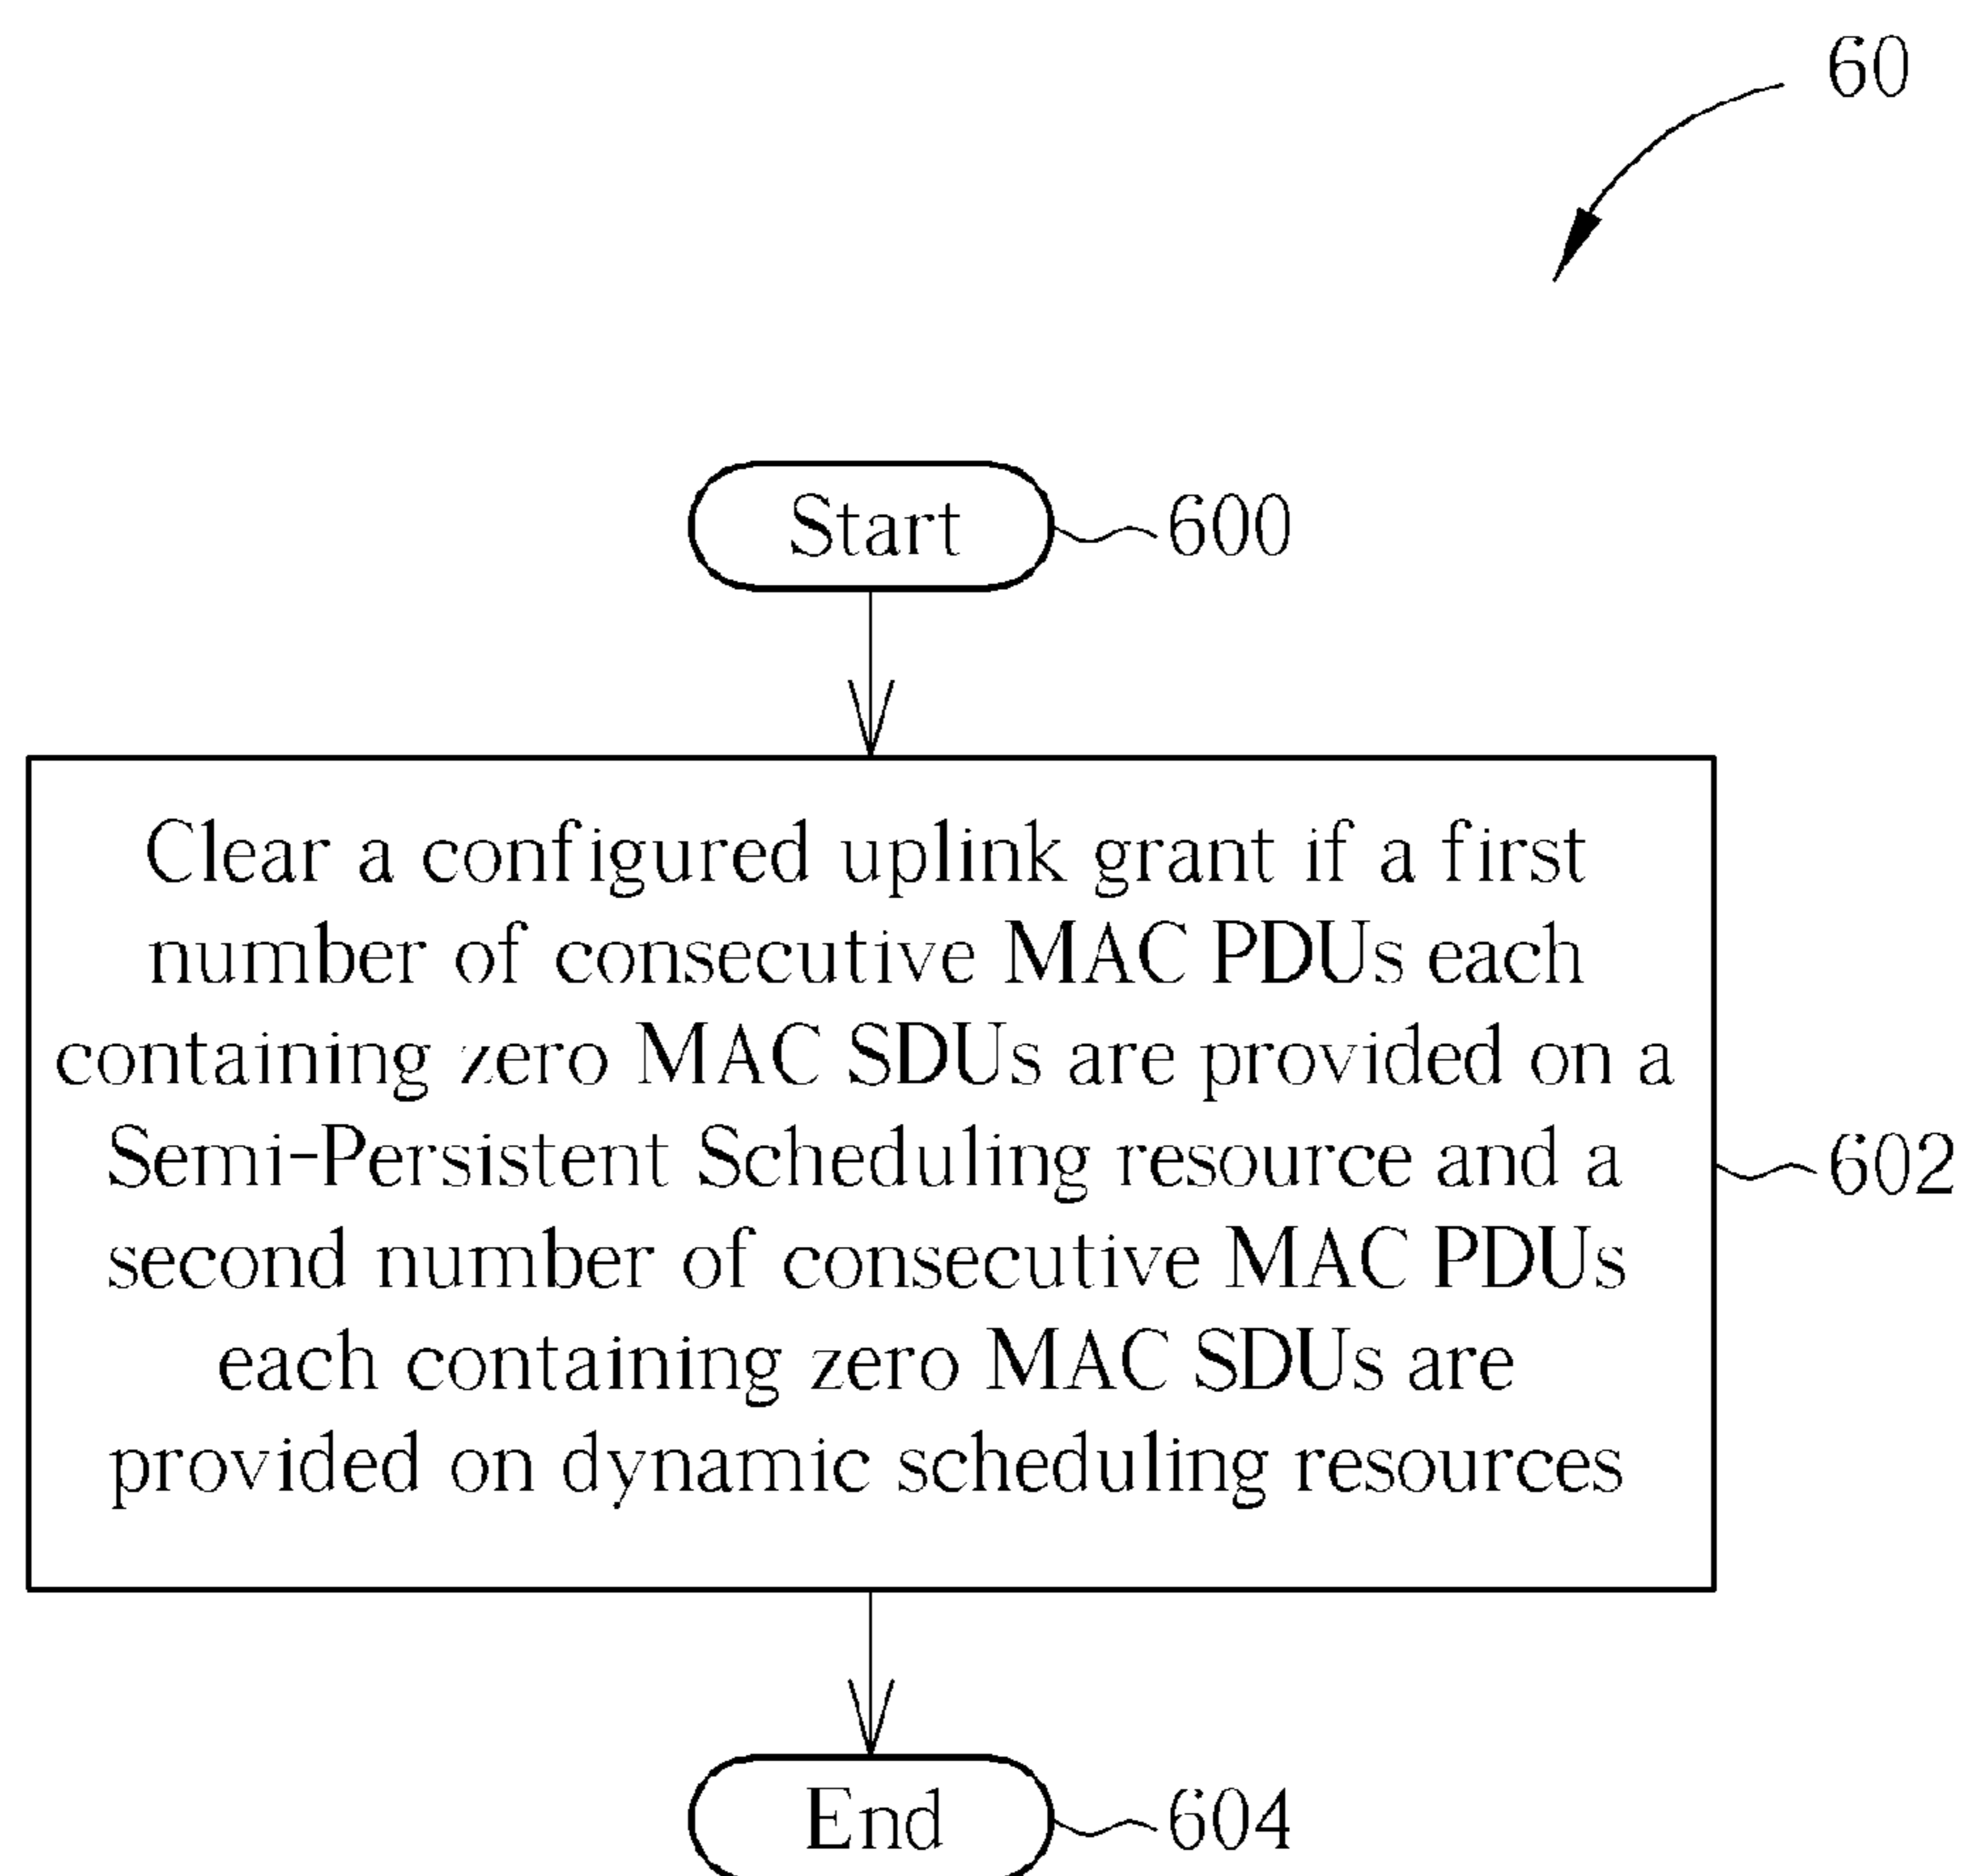 60
Start
600
Clear a configured uplink grant if a first
number of consecutive MAC PDUs each
containing zero MAC SDUs are provided on a
Semi-Persistent Scheduling resource and a
second number of consecutive MAC PDUs
each containing zero MAC SDUs are
provided on dynamic scheduling resources
602
End
604